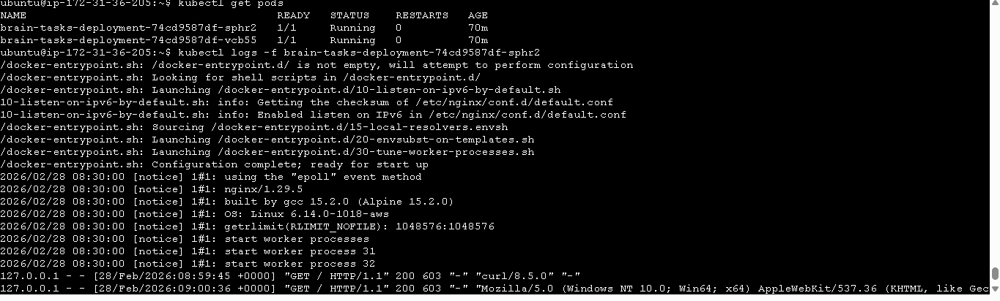 ubuntu@ip-172-31-36-205:~$ kubectl get pods
NAME                                      READY   STATUS    RESTARTS   AGE
brain-tasks-deployment-74cd9587df-sphr2   1/1     Running   0          70m
brain-tasks-deployment-74cd9587df-vcb55   1/1     Running   0          70m
ubuntu@ip-172-31-36-205:~$ kubectl logs -f brain-tasks-deployment-74cd9587df-sphr2
/docker-entrypoint.sh: /docker-entrypoint.d/ is not empty, will attempt to perform configuration
/docker-entrypoint.sh: Looking for shell scripts in /docker-entrypoint.d/
/docker-entrypoint.sh: Launching /docker-entrypoint.d/10-listen-on-ipv6-by-default.sh
10-listen-on-ipv6-by-default.sh: info: Getting the checksum of /etc/nginx/conf.d/default.conf
10-listen-on-ipv6-by-default.sh: info: Enabled listen on IPv6 in /etc/nginx/conf.d/default.conf
/docker-entrypoint.sh: Sourcing /docker-entrypoint.d/15-local-resolvers.envsh
/docker-entrypoint.sh: Launching /docker-entrypoint.d/20-envsubst-on-templates.sh
/docker-entrypoint.sh: Launching /docker-entrypoint.d/30-tune-worker-processes.sh
/docker-entrypoint.sh: Configuration complete; ready for start up
2026/02/28 08:30:00 [notice] 1#1: using the "epoll" event method
2026/02/28 08:30:00 [notice] 1#1: nginx/1.29.5
2026/02/28 08:30:00 [notice] 1#1: built by gcc 15.2.0 (Alpine 15.2.0)
2026/02/28 08:30:00 [notice] 1#1: OS: Linux 6.14.0-1018-aws
2026/02/28 08:30:00 [notice] 1#1: getrlimit(RLIMIT_NOFILE): 1048576:1048576
2026/02/28 08:30:00 [notice] 1#1: start worker processes
2026/02/28 08:30:00 [notice] 1#1: start worker process 31
2026/02/28 08:30:00 [notice] 1#1: start worker process 32
127.0.0.1 - - [28/Feb/2026:08:59:45 +0000] "GET / HTTP/1.1" 200 603 "-" "curl/8.5.0" "-"
127.0.0.1 - - [28/Feb/2026:09:00:36 +0000] "GET / HTTP/1.1" 200 603 "-" "Mozilla/5.0 (Windows NT 10.0; Win64; x64) AppleWebKit/537.36 (KHTML, like Gec